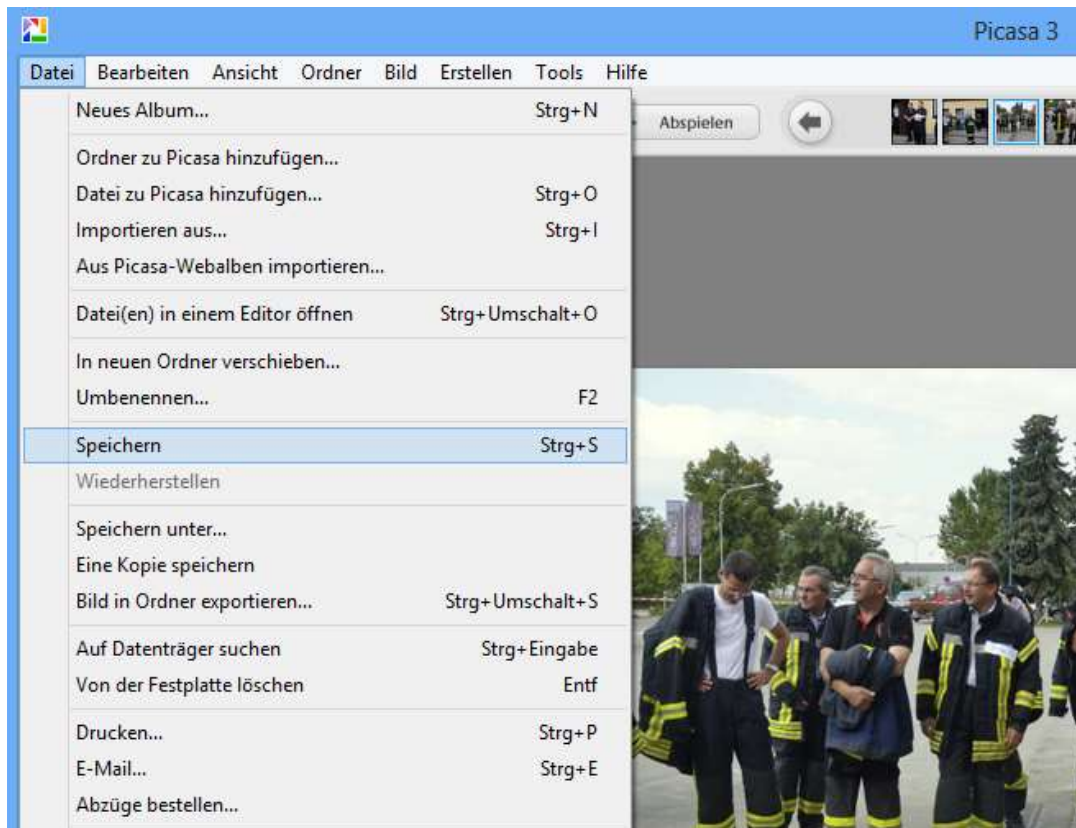 Picasa 3
Datei Bearbeiten Ansicht Ordner Bild Erstellen Tools Hilfe
Neues Album... Strg+N
Abspielen
Ordner zu Picasa hinzufügen...
Datei zu Picasa hinzufügen... Strg+O
Importieren aus... Strg+I
Aus Picasa-Webalben importieren...
Datei(en) in einem Editor öffnen Strg+Umschalt+O
In neuen Ordner verschieben...
Umbenennen... F2
Speichern Strg+S
Wiederherstellen
Speichern unter...
Eine Kopie speichern
Bild in Ordner exportieren... Strg+Umschalt+S
Auf Datenträger suchen Strg+Eingabe
Von der Festplatte löschen Entf
Drucken... Strg+P
E-Mail... Strg+E
Abzüge bestellen...